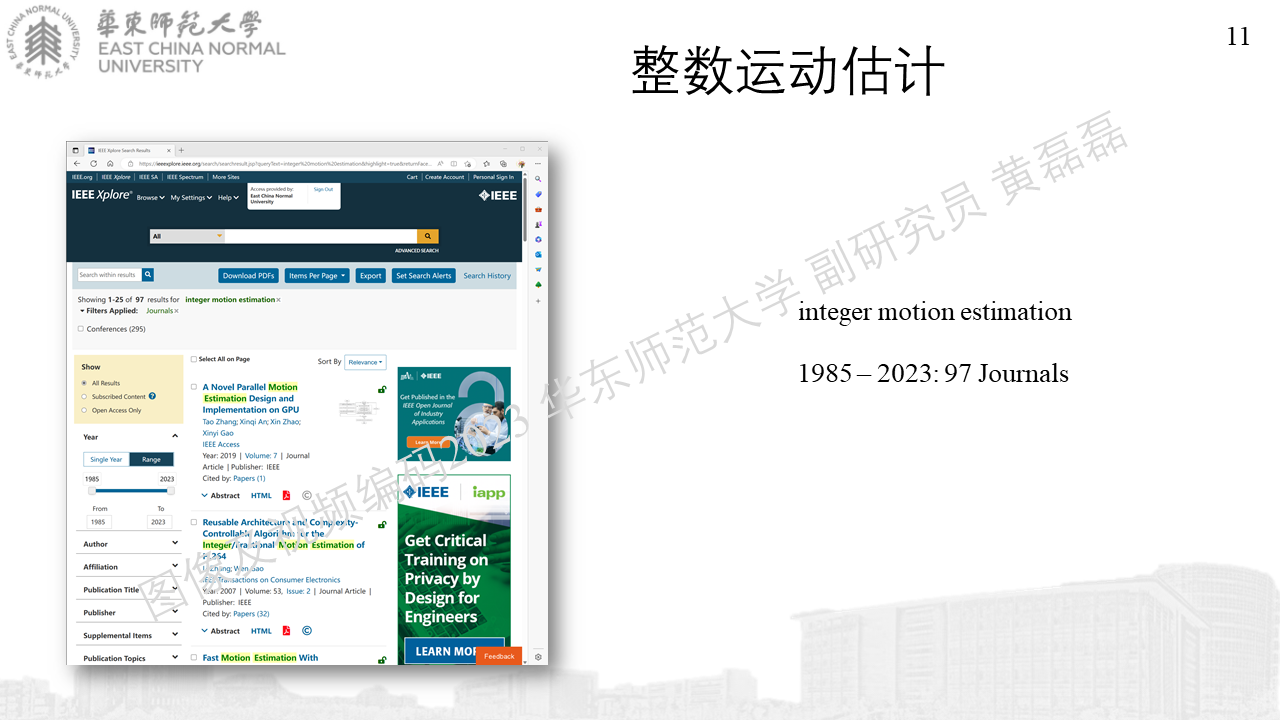 華東師範大學
EAST CHINA NORMAL
UNIVERSITY
11
整数运动估计
IEEE Xplore Search Results
https://ieeexplore.ieee.org/search/searchresult.jsp?queryText=integer%20motion%20estimation&highlight=true&returnFace...
IEEE.org | IEEE Xplore | IEEE SA | IEEE Spectrum | More Sites
Cart | Create Account | Personal Sign In
IEEE Xplore®
Browse
My Settings
Help
Access provided by:
East China Normal
University
Sign Out
IEEE
All
ADVANCED SEARCH
Search within results
Download PDFs
Items Per Page
Export
Set Search Alerts
Search History
Showing 1-25 of 97 results for integer motion estimation ×
Filters Applied: Journals ×
Conferences (295)
Show
All Results
Subscribed Content
Open Access Only
Year
Single Year
Range
1985
2023
From
To
1985
2023
Author
Affiliation
Publication Title
Publisher
Supplemental Items
Publication Topics
Select All on Page
Sort By
Relevance
A Novel Parallel Motion
Estimation Design and
Implementation on GPU
Tao Zhang; Xinqi An; Xin Zhao;
Xinyi Gao
IEEE Access
Year: 2019 | Volume: 7 | Journal
Article | Publisher: IEEE
Cited by: Papers (1)
Abstract
HTML
Reusable Architecture and Complexity-
Controllable Algorithm for the
Integer/Fractional Motion Estimation of
H.264
Li Zhang; Wen Gao
IEEE Transactions on Consumer Electronics
Year: 2007 | Volume: 53, Issue: 2 | Journal Article |
Publisher: IEEE
Cited by: Papers (32)
Abstract
HTML
Fast Motion Estimation With
IEEE
Get Published in the
IEEE Open Journal
of Industry
Applications
Learn More
IEEE
iapp
Get Critical
Training on
Privacy by
Design for
Engineers
LEARN MOR
Feedback
integer motion estimation
1985 – 2023: 97 Journals
图像及视频编码2023 华东师范大学 副研究员 黄磊磊